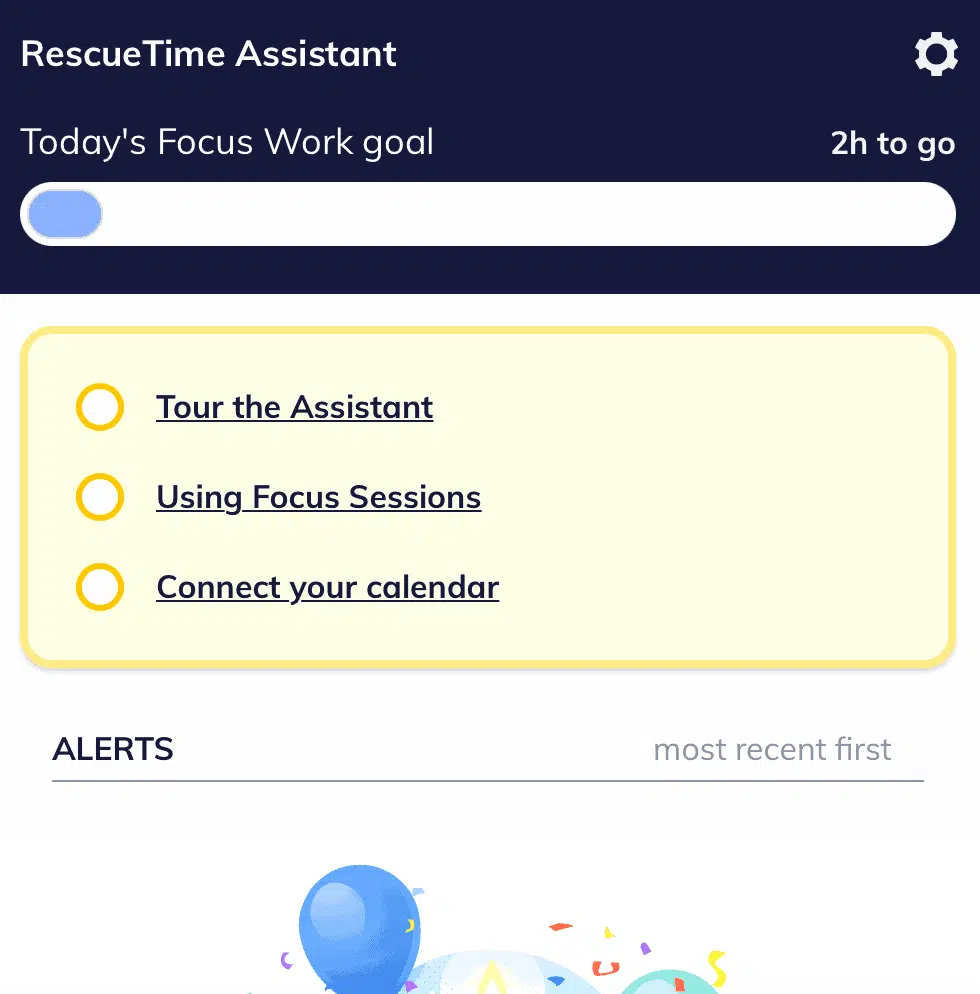 RescueTime Assistant
Today's Focus Work goal 2h to go
Tour the Assistant
Using Focus Sessions
Connect your calendar
ALERTS most recent first